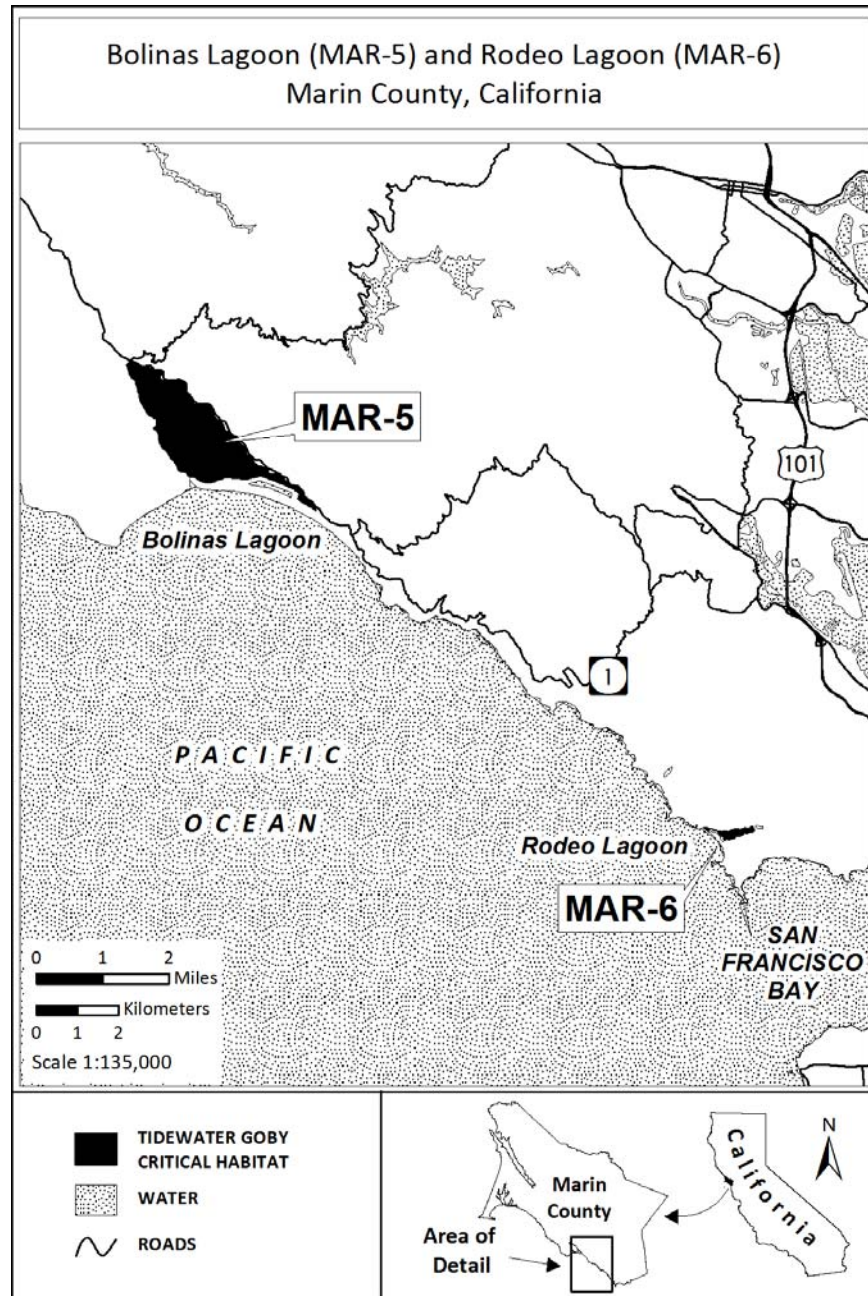 Bolinas Lagoon (MAR-5) and Rodeo Lagoon (MAR-6)
Marin County, California
MAR-5
101
Bolinas Lagoon
1
PACIFIC
OCEAN
Rodeo Lagoon
MAR-6
SAN
FRANCISCO
BAY
0 1 2
Miles
Kilometers
0 1 2
Scale 1:135,000
TIDEWATER GOBY
CRITICAL HABITAT
WATER
ROADS
Marin
County
Area of
Detail
California
N